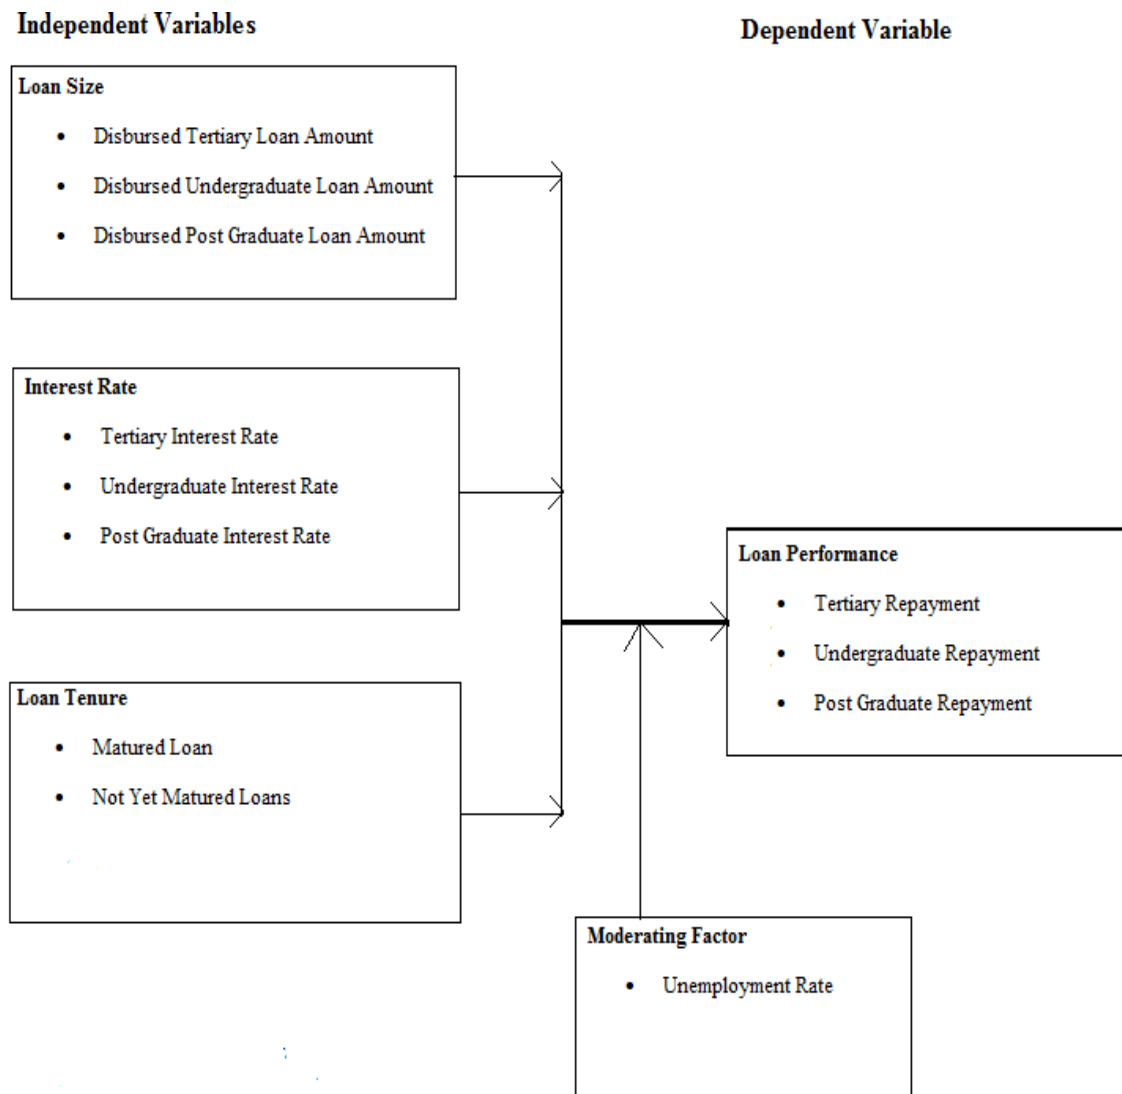 Independent Variables
Dependent Variable
Loan Size
• Disbursed Tertiary Loan Amount
• Disbursed Undergraduate Loan Amount
• Disbursed Post Graduate Loan Amount
Interest Rate
• Tertiary Interest Rate
• Undergraduate Interest Rate
• Post Graduate Interest Rate
Loan Performance
• Tertiary Repayment
• Undergraduate Repayment
• Post Graduate Repayment
Loan Tenure
• Matured Loan
• Not Yet Matured Loans
Moderating Factor
• Unemployment Rate